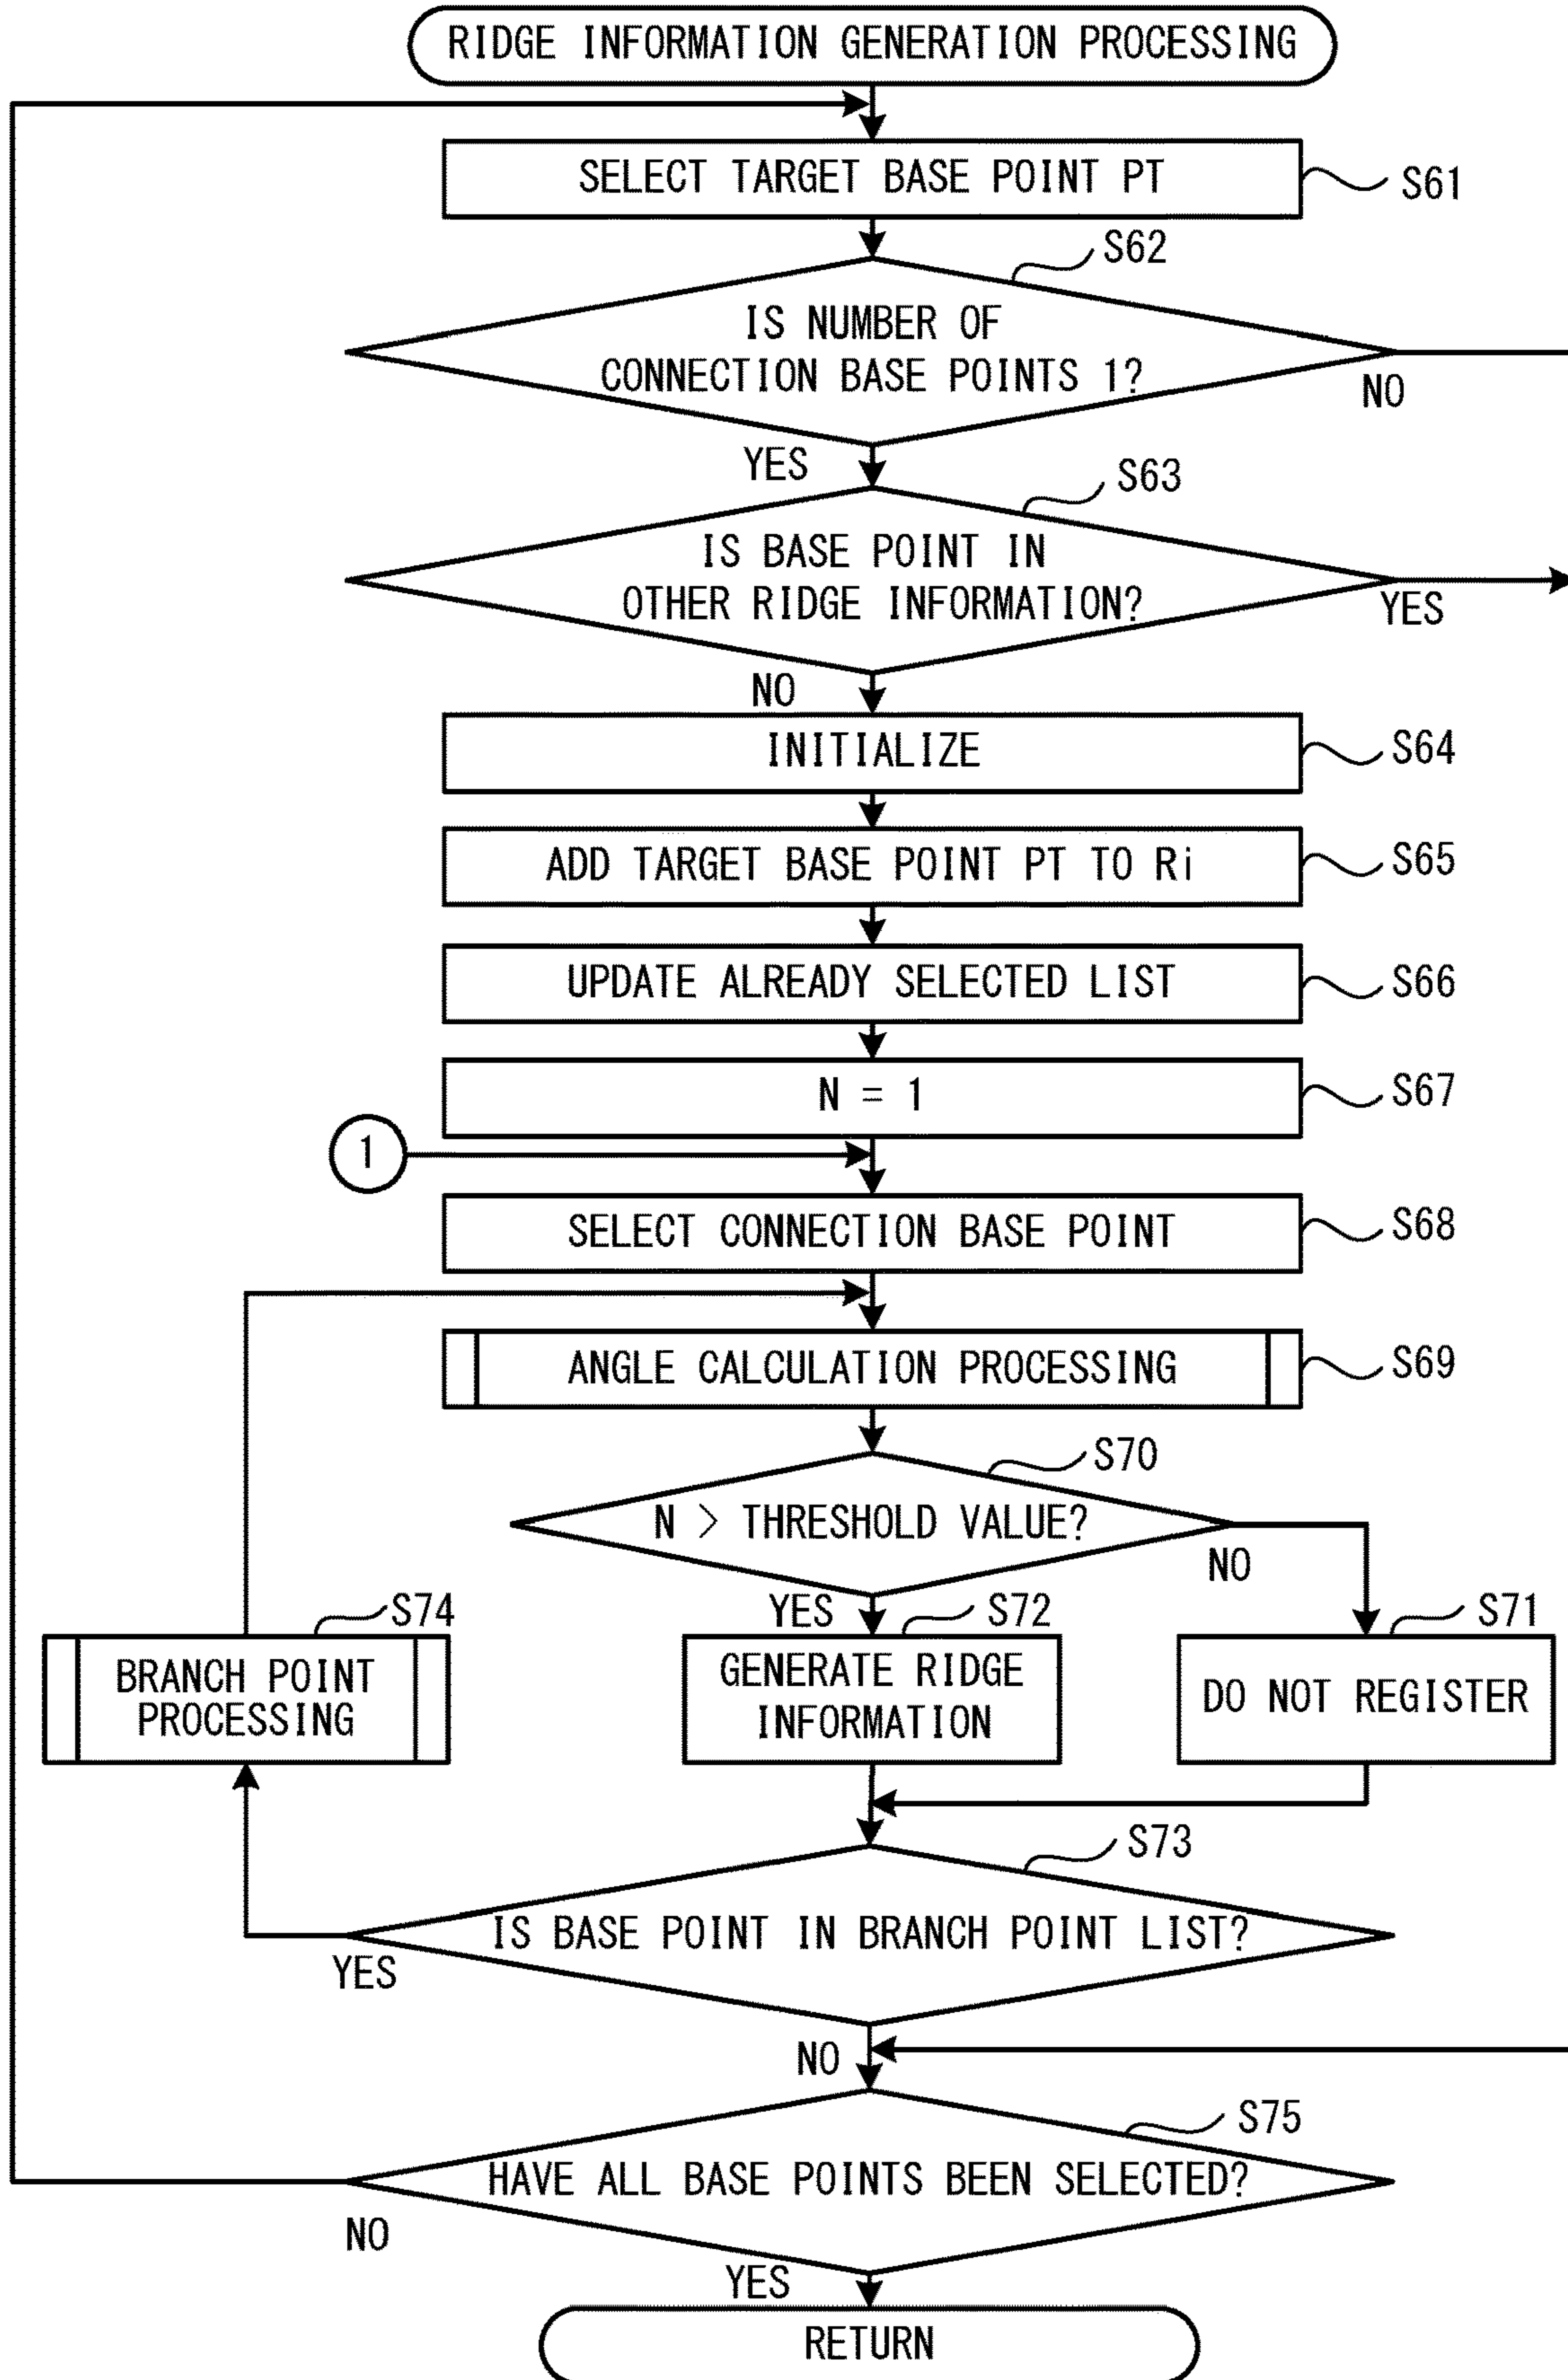 RIDGE INFORMATION GENERATION PROCESSING
SELECT TARGET BASE POINT PT
S61
S62
IS NUMBER OF
CONNECTION BASE POINTS 1?
NO
YES
S63
IS BASE POINT IN
OTHER RIDGE INFORMATION?
YES
NO
INITIALIZE
S64
ADD TARGET BASE POINT PT TO Ri
S65
UPDATE ALREADY SELECTED LIST
S66
N = 1
S67
1
SELECT CONNECTION BASE POINT
S68
ANGLE CALCULATION PROCESSING
S69
S70
N > THRESHOLD VALUE?
NO
YES
S74
S72
S71
BRANCH POINT
PROCESSING
GENERATE RIDGE
INFORMATION
DO NOT REGISTER
S73
IS BASE POINT IN BRANCH POINT LIST?
YES
NO
S75
HAVE ALL BASE POINTS BEEN SELECTED?
NO
YES
RETURN